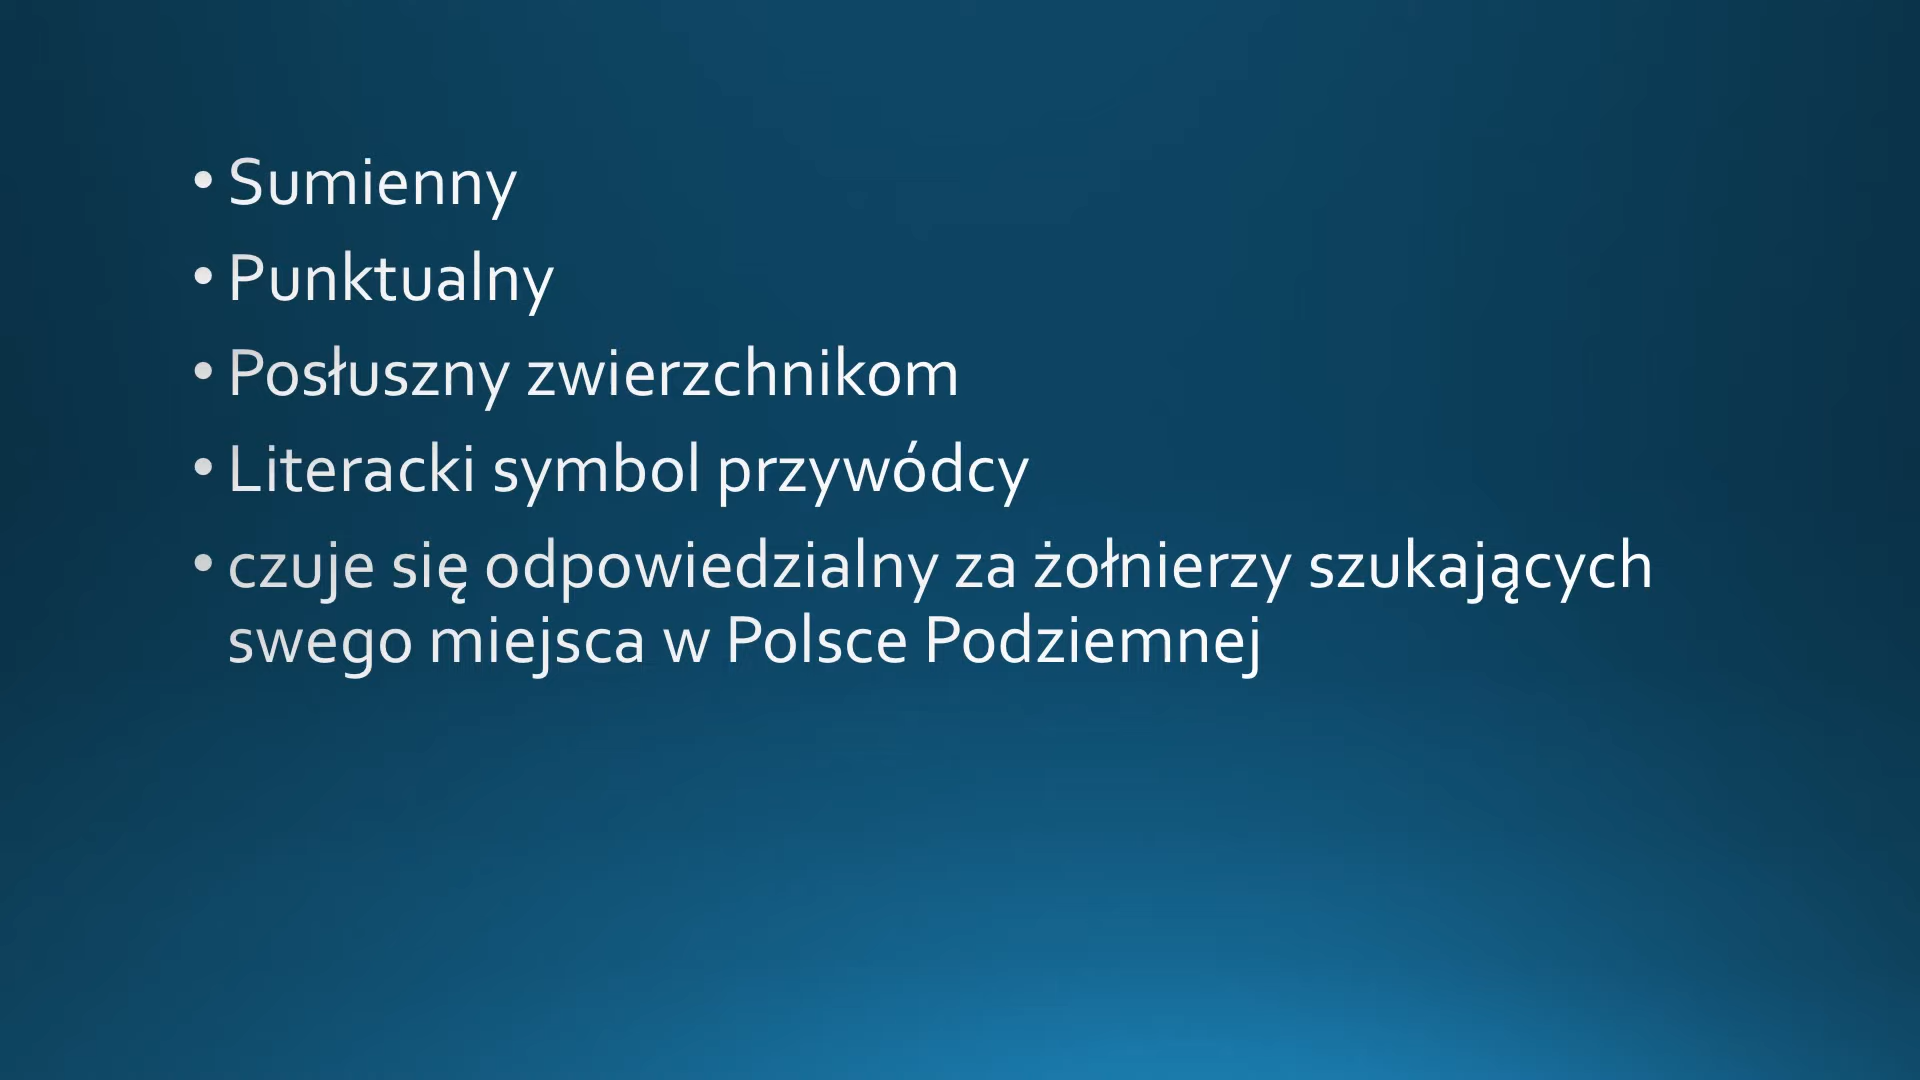 • Sumienny
• Punktualny
• Posłuszny zwierzchnikom
• Literacki symbol przywódcy
• czuje się odpowiedzialny za żołnierzy szukających
swego miejsca w Polsce Podziemnej